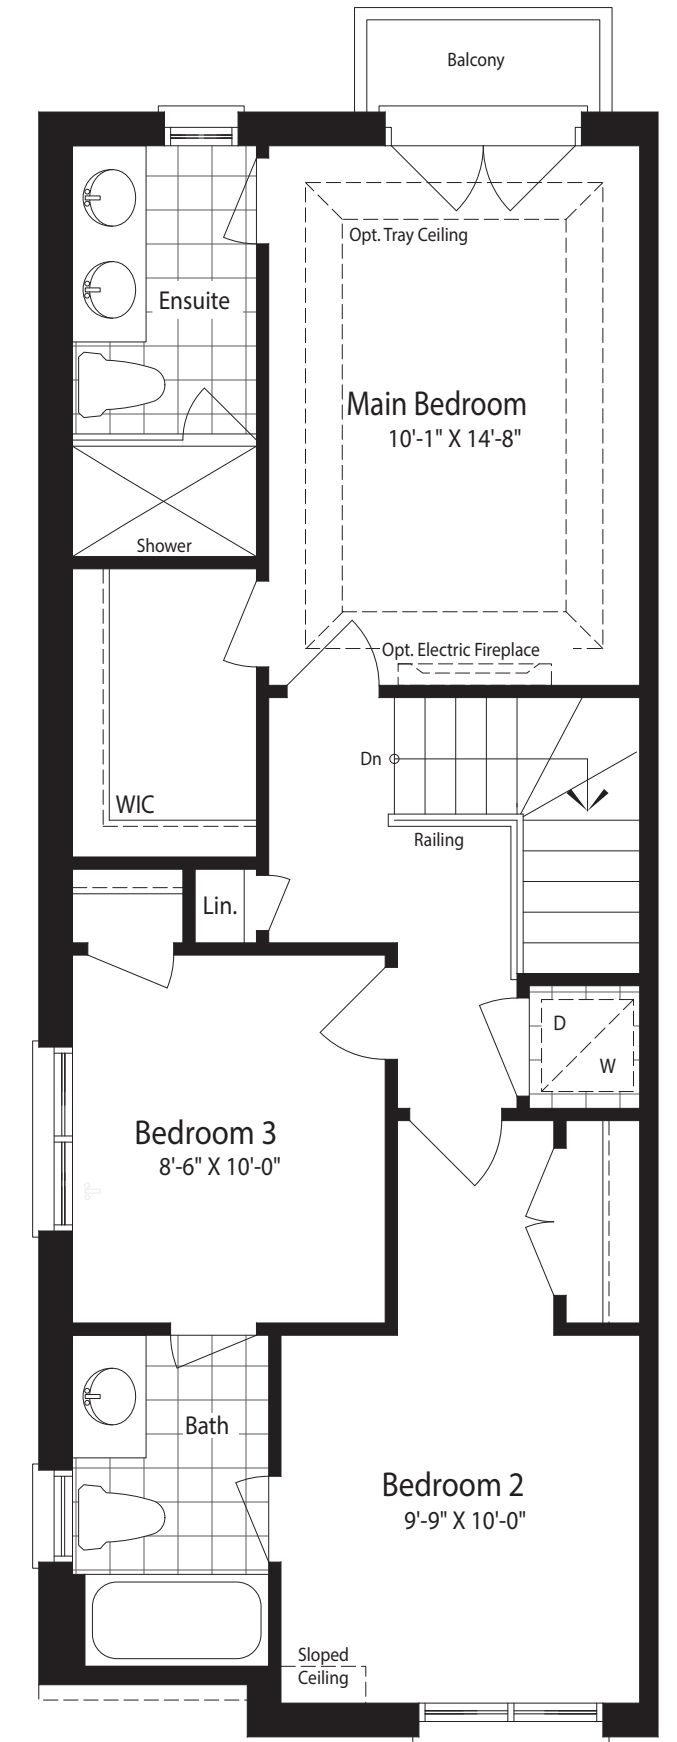 Balcony
Opt. Tray Ceiling
Ensuite
Main Bedroom
10'-1" X 14'-8"
Shower
Opt. Electric Fireplace
Dn
WIC
Railing
Lin.
D
W
Bedroom 3
8'-6" X 10'-0"
Bath
Bedroom 2
9'-9" X 10'-0"
Sloped
Ceiling